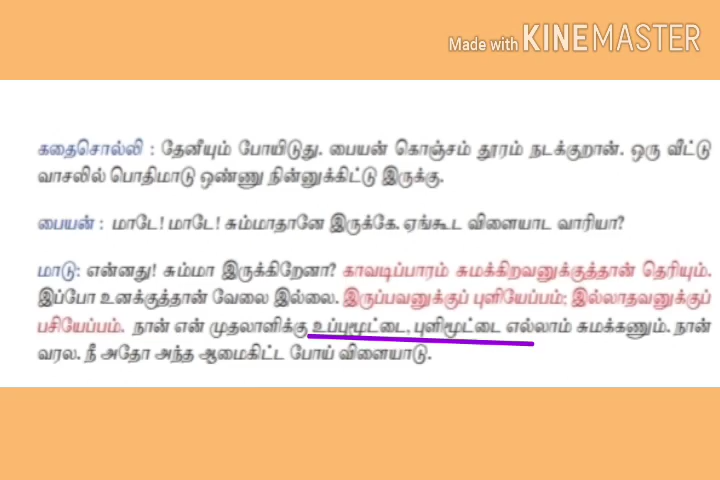 Made with KINEMASTER
கதைசொல்லி : தேனீயும் போயிடுது. பையன் கொஞ்சம் தூரம் நடக்குறான். ஒரு வீட்டு
வாசலில் பொதிமாடு ஒண்ணு நின்னுக்கிட்டு இருக்கு.
பையன் : மாடே! மாடே! சும்மாதானே இருக்கே. ஏங்கூட விளையாட வாரியா?
மாடு: என்னது! சும்மா இருக்கிறேனா? காவடிப்பாரம் சுமக்கிறவனுக்குத்தான் தெரியும்.
இப்போ உனக்குத்தான் வேலை இல்லை. இருப்பவனுக்குப் புளியேப்பம்; இல்லாதவனுக்குப்
பசியேப்பம். நான் என் முதலாளிக்கு உப்புமூட்டை, புளிமூட்டை எல்லாம் சுமக்கணும். நான்
வரல. நீ அதோ அந்த ஆமைகிட்ட போய் விளையாடு.